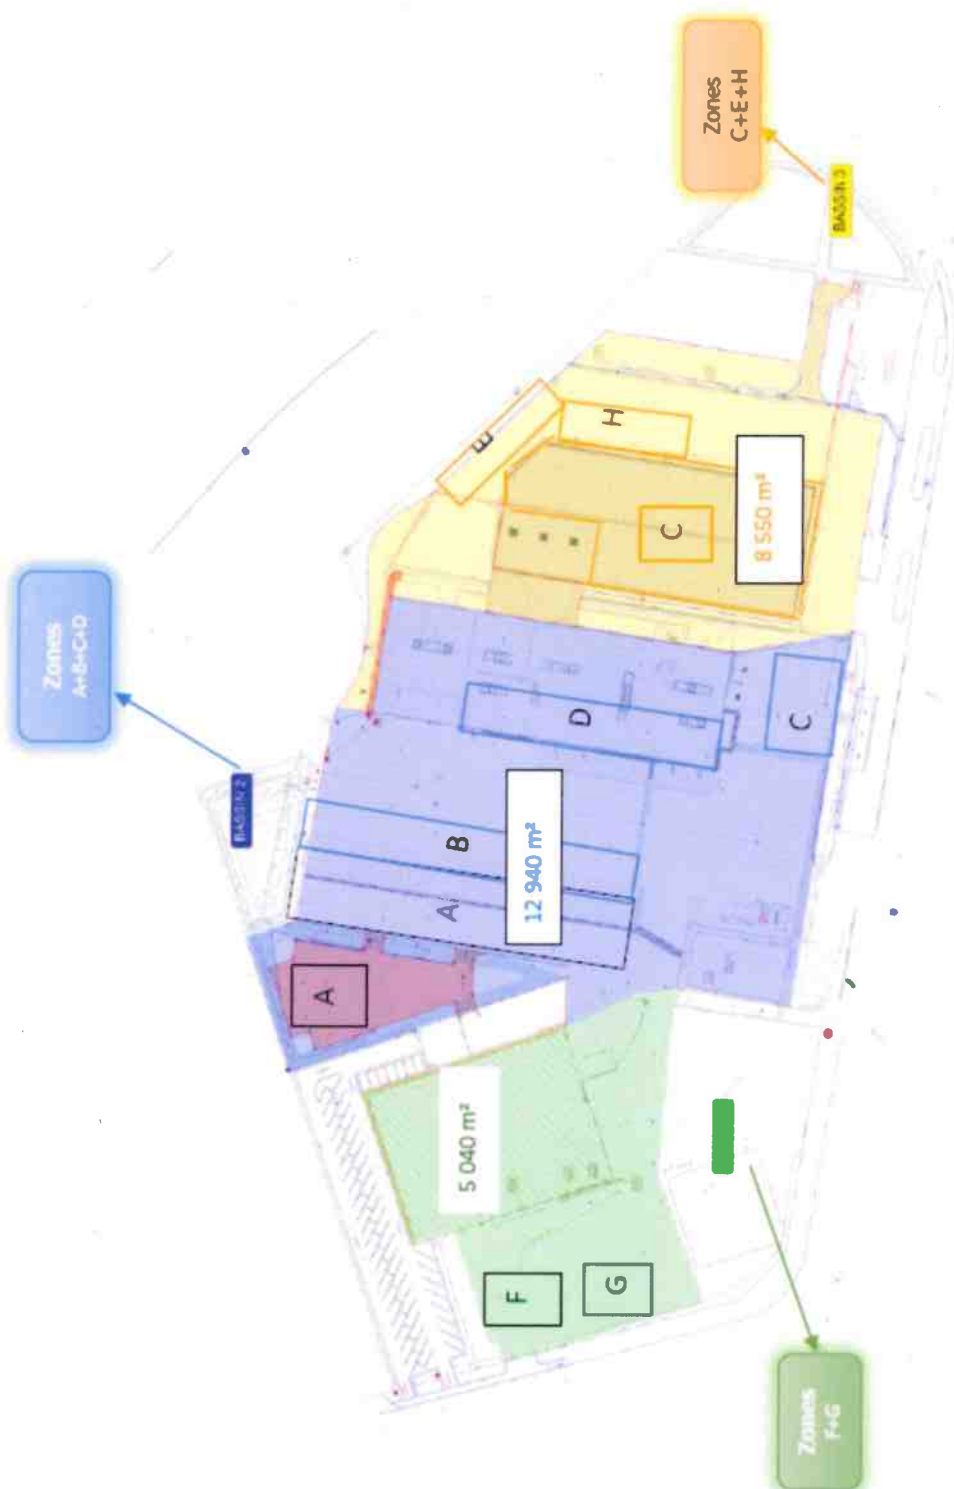 Zones
A+B+C+D
BASSIN 2
A
A
B
5 040 m²
E
F
12 940 m²
D
G
H
C
Zones
C+E+H
8 550 m²
C
Zones
F+G
BASSIN 3